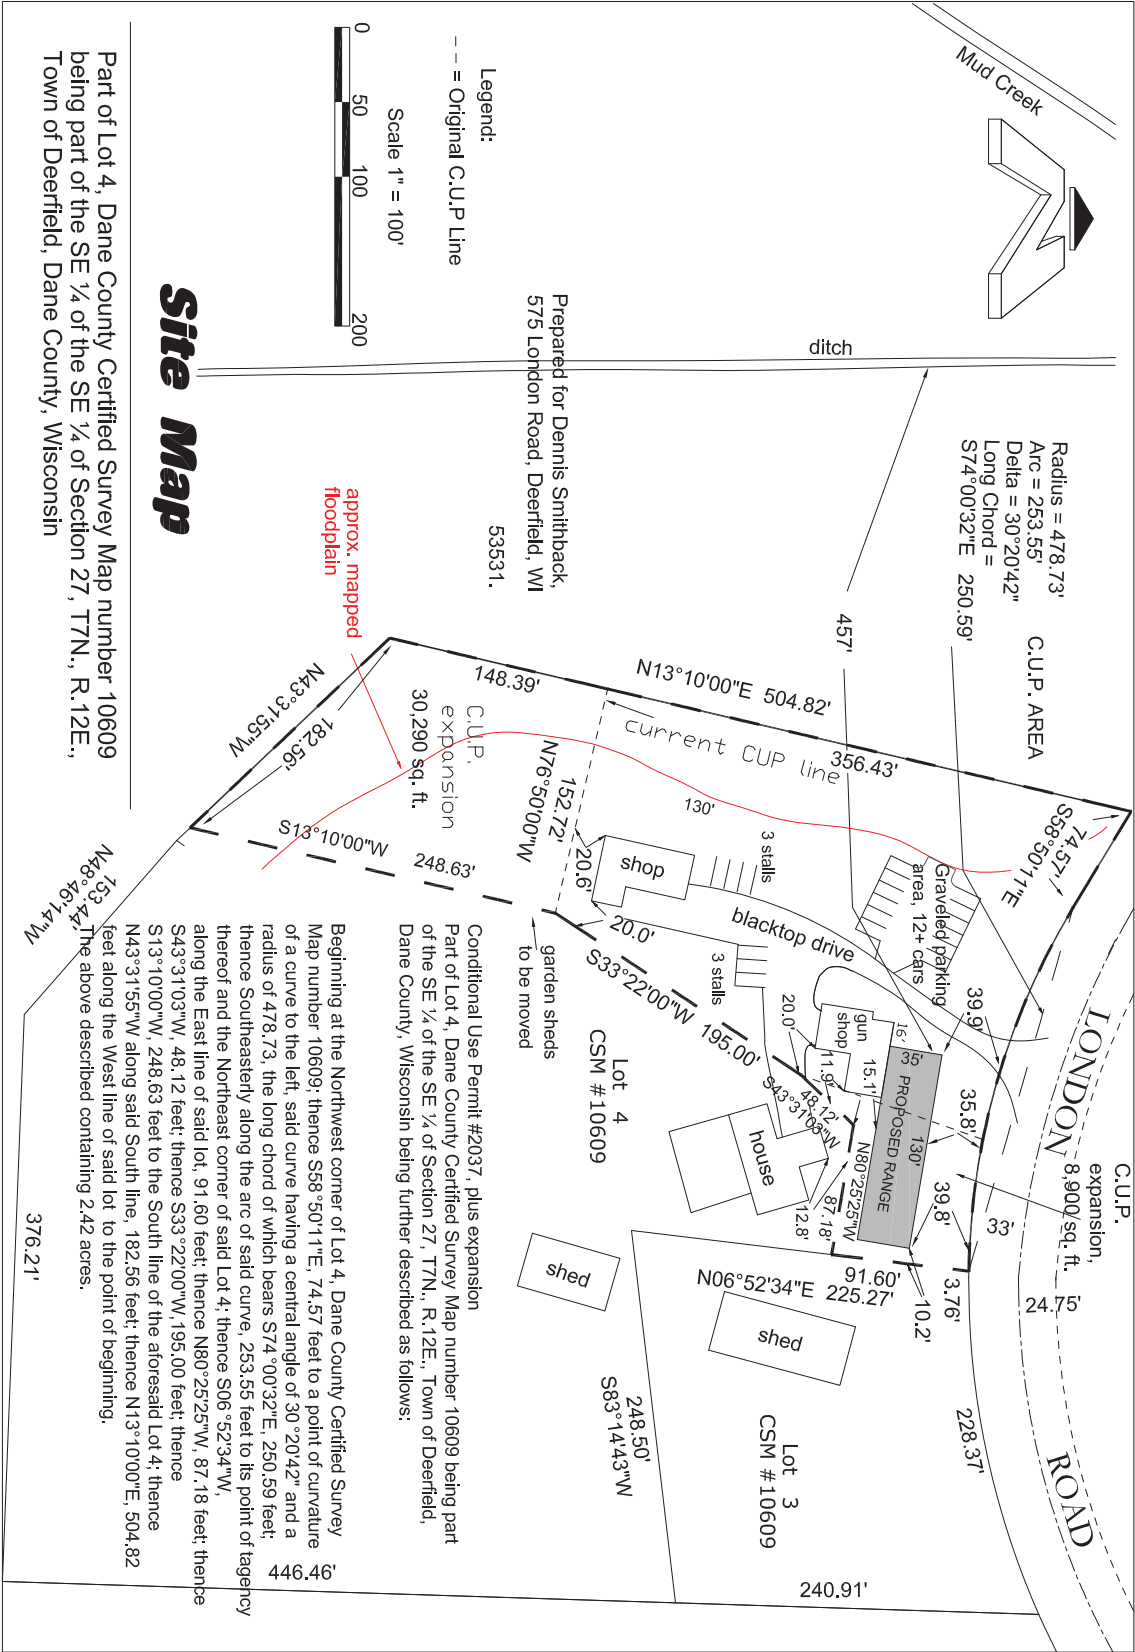 Mud Creek
Legend:
- - = Original C.U.P Line
Scale 1" = 100'
0
50
100
200
Site Map
Part of Lot 4, Dane County Certified Survey Map number 10609
being part of the SE ¼ of the SE ¼ of Section 27, T7N., R.12E.,
Town of Deerfield, Dane County, Wisconsin
Prepared for Dennis Smithback,
575 London Road, Deerfield, WI
53531.
ditch
Radius = 478.73'
Arc = 253.55'
Delta = 30°20'42"
Long Chord =
S74°00'32"E 250.59'
C.U.P. AREA
457'
approx. mapped
floodplain
N13°10'00"E 504.82'
148.39'
356.43'
current CUP line
C.U.P.
expansion
30,290 sq. ft.
N43°31'55"W
182.56'
S13°10'00"W
248.63'
152.72'
N76°50'00"W
130'
S58°50'11"E
74.57'
3 stalls
shop
20.6'
20.0'
Graveled parking
area, 12+ cars
blacktop drive
3 stalls
garden sheds
to be moved
S33°22'00"W 195.00'
gun
shop
16'
20.0'
11.9'
15.1'
35'
PROPOSED RANGE
130'
39.9'
35.8'
39.8'
48.12'
S43°31'03"W
N80°25'25"W
87.18'
12.8'
house
Lot 4
CSM #10609
LONDON
ROAD
C.U.P.
expansion,
8,900 sq. ft.
33'
24.75'
3.76'
10.2'
91.60'
N06°52'34"E 225.27'
shed
shed
228.37'
Lot 3
CSM #10609
248.50'
S83°14'43"W
240.91'
446.46'
376.21'
153.44'
N48°46'14"W
Conditional Use Permit #2037, plus expansion
Part of Lot 4, Dane County Certified Survey Map number 10609 being part
of the SE ¼ of the SE ¼ of Section 27, T7N., R.12E., Town of Deerfield,
Dane County, Wisconsin being further described as follows:
Beginning at the Northwest corner of Lot 4, Dane County Certified Survey
Map number 10609; thence S58°50'11"E, 74.57 feet to a point of curvature
of a curve to the left, said curve having a central angle of 30°20'42" and a
radius of 478.73, the long chord of which bears S74°00'32"E, 250.59 feet;
thence Southeasterly along the arc of said curve, 253.55 feet to its point of tagency
thereof and the Northeast corner of said Lot 4; thence S06°52'34"W,
along the East line of said lot, 91.60 feet; thence N80°25'25"W, 87.18 feet; thence
S43°31'03"W, 48.12 feet; thence S33°22'00"W,195.00 feet; thence
S13°10'00"W, 248.63 feet to the South line of the aforesaid Lot 4; thence
N43°31'55"W along said South line, 182.56 feet; thence N13°10'00"E, 504.82
feet along the West line of said lot to the point of beginning.
The above described containing 2.42 acres.